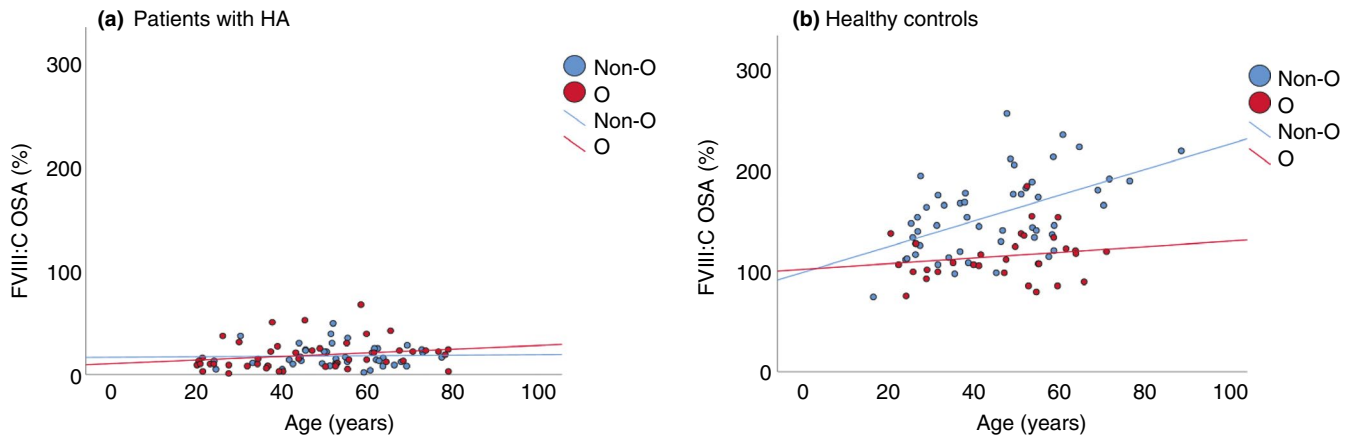 (a) Patients with HA
FVIII:C OSA (%)
300
200
100
0
0 20 40 60 80 100
Age (years)
Non-O
O
Non-O
O
(b) Healthy controls
FVIII:C OSA (%)
300
200
100
0
0 20 40 60 80 100
Age (years)
Non-O
O
Non-O
O